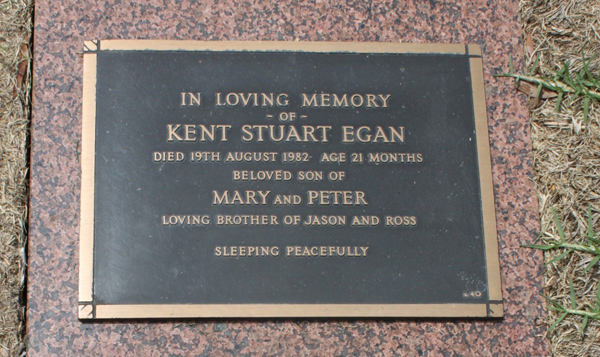 IN LOVING MEMORY
- OF -
KENT STUART EGAN
DIED 19TH AUGUST 1982 AGE 21 MONTHS
BELOVED SON OF
MARY AND PETER
LOVING BROTHER OF JASON AND ROSS
SLEEPING PEACEFULLY